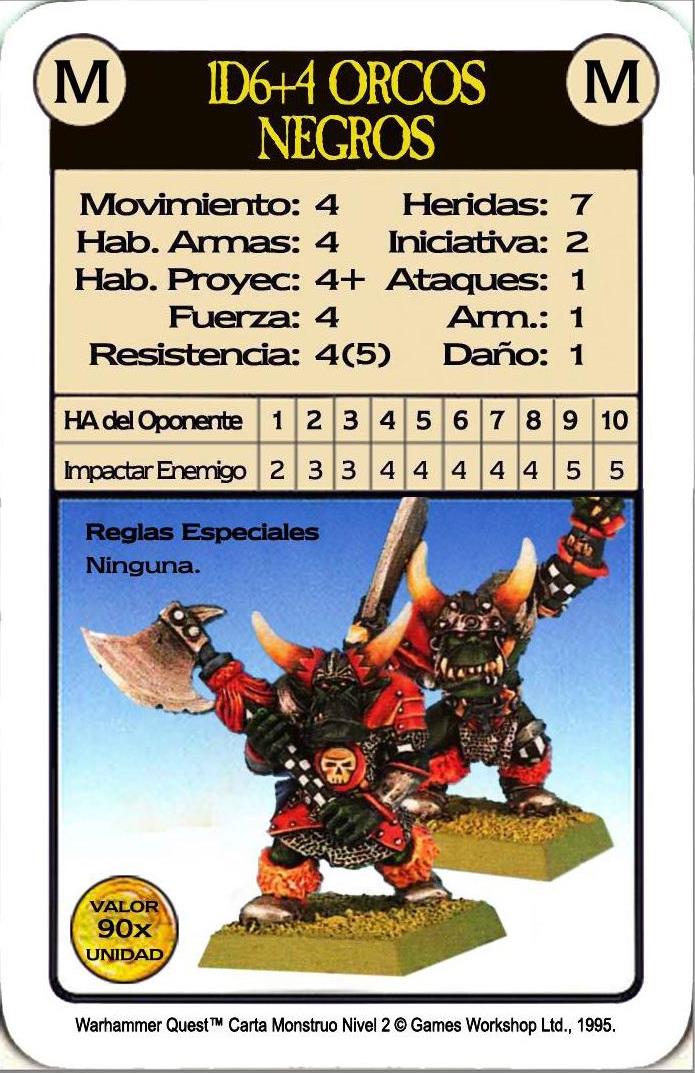 M
1D6+4 ORCOS
NEGROS
M
Movimiento: 4 Heridas: 7
Hab. Armas: 4 Iniciativa: 2
Hab. Proyec: 4+ Ataques: 1
Fuerza: 4 Arm.: 1
Resistencia: 4(5) Daño: 1
HA del Oponente 1 2 3 4 5 6 7 8 9 10
Impactar Enemigo 2 3 3 4 4 4 4 4 5 5
Reglas Especiales
Ninguna.
VALOR
90x
UNIDAD
Warhammer Quest™ Carta Monstruo Nivel 2 © Games Workshop Ltd., 1995.